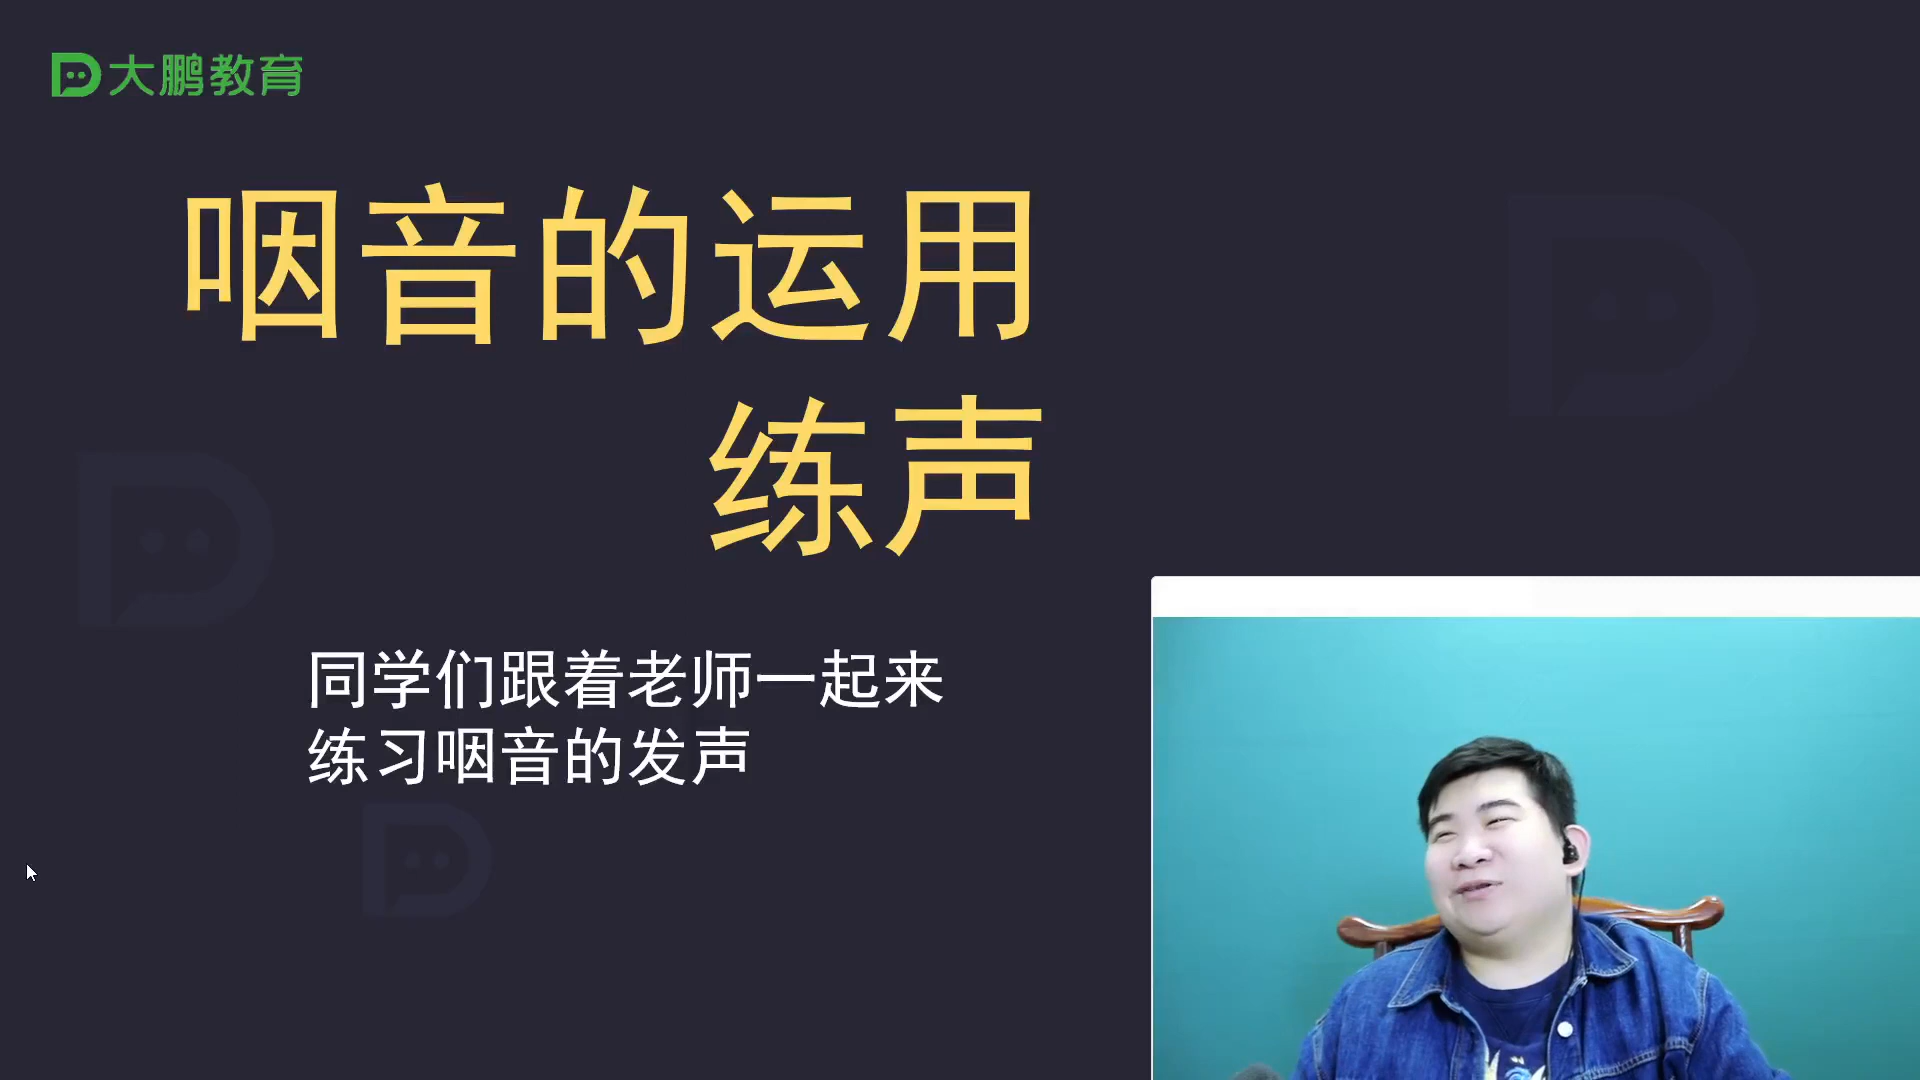 大鹏教育
咽音的运用
练声
同学们跟着老师一起来
练习咽音的发声